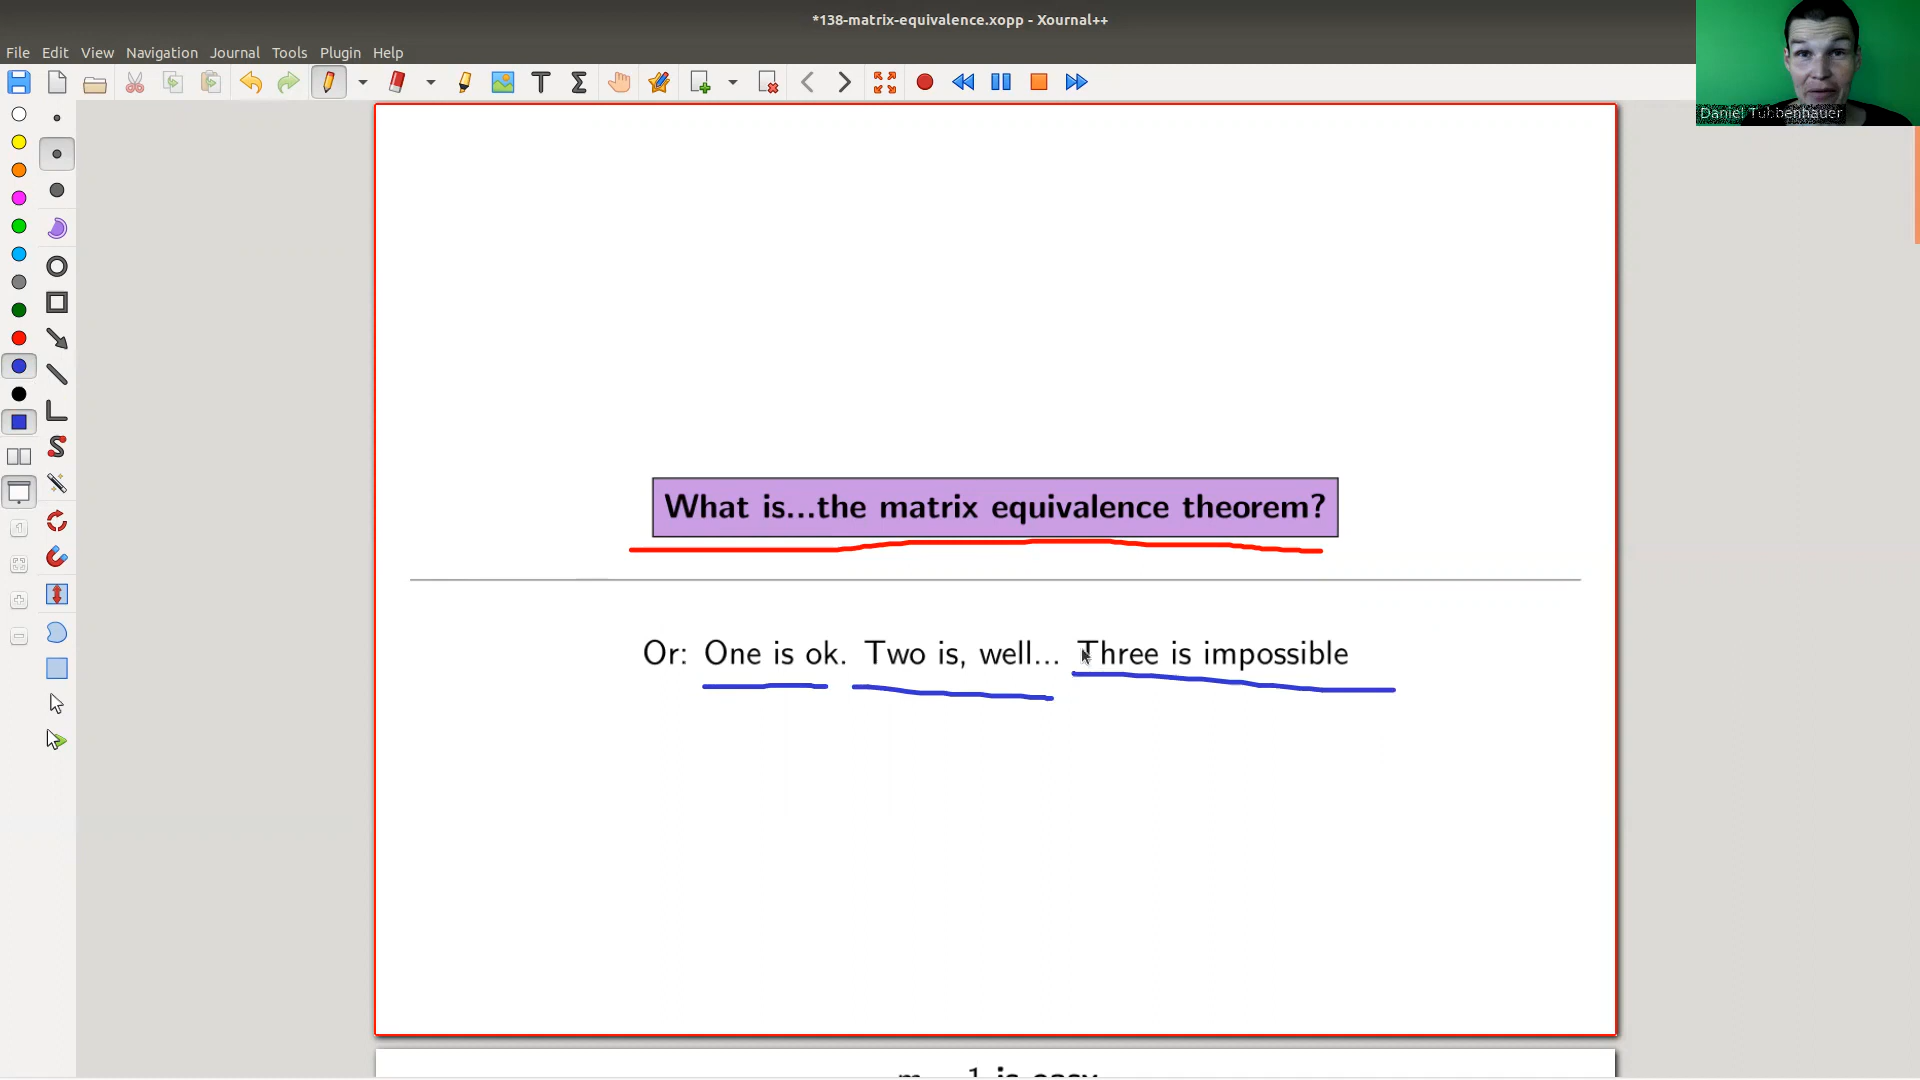 *138-matrix-equivalence.xopp - Xournal++
File Edit View Navigation Journal Tools Plugin Help
Daniel Tubbenhauer
What is...the matrix equivalence theorem?
Or: One is ok. Two is, well... Three is impossible